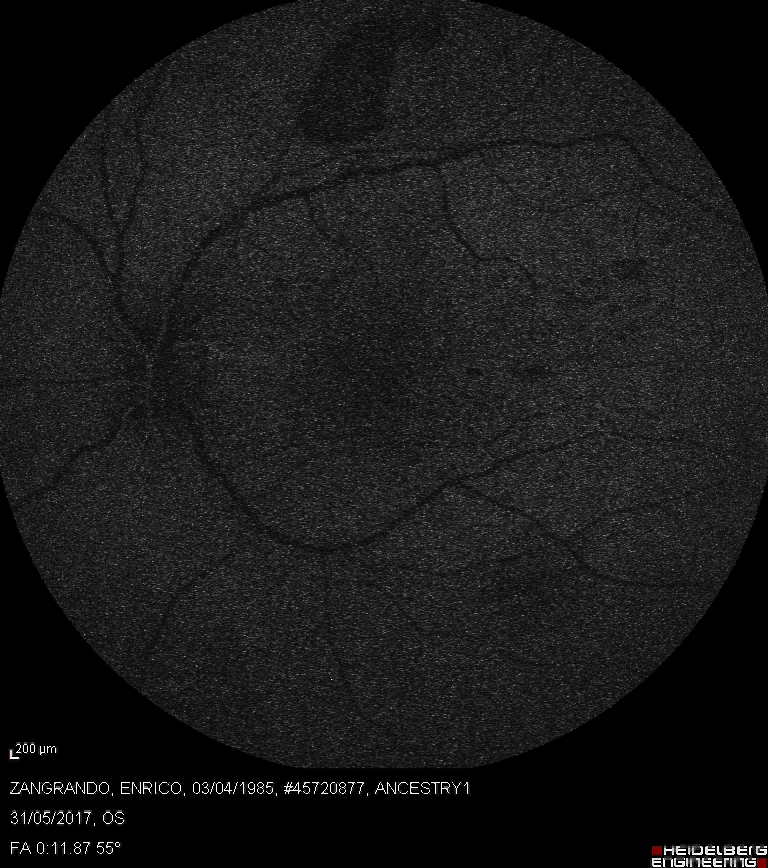 200 µm
ZANGRANDO, ENRICO, 03/04/1985, #45720877, ANCESTRY1
31/05/2017, OS
FA 0:11.87 55°
HEIDELBERG
ENGINEERING